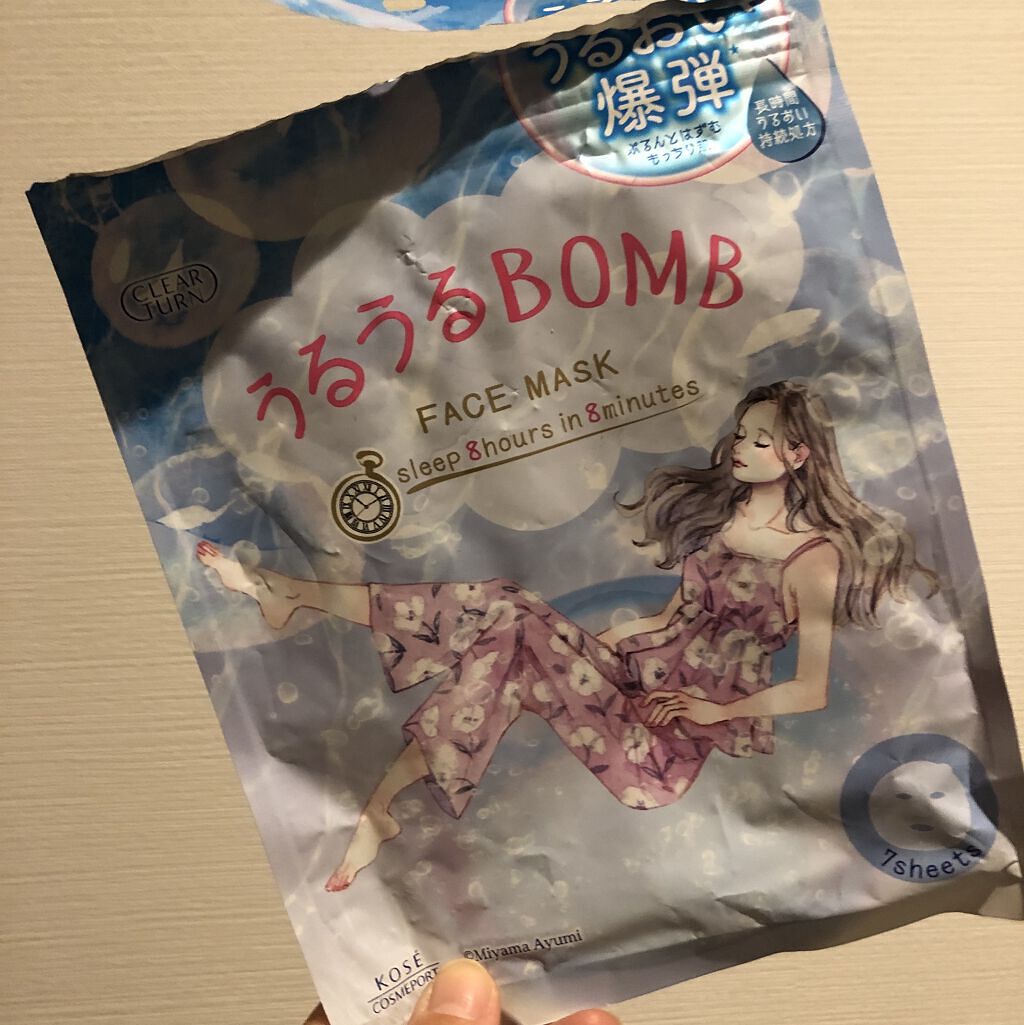 うるおい
爆弾
ぷるんとはずむ
もっちり肌
長時間
うるおい
持続処方
CLEAR
TURN
うるうるBOMB
FACE MASK
sleep 8hours in 8minutes
7sheets
©Miyama Ayumi
KOSÉ
COSMEPORT